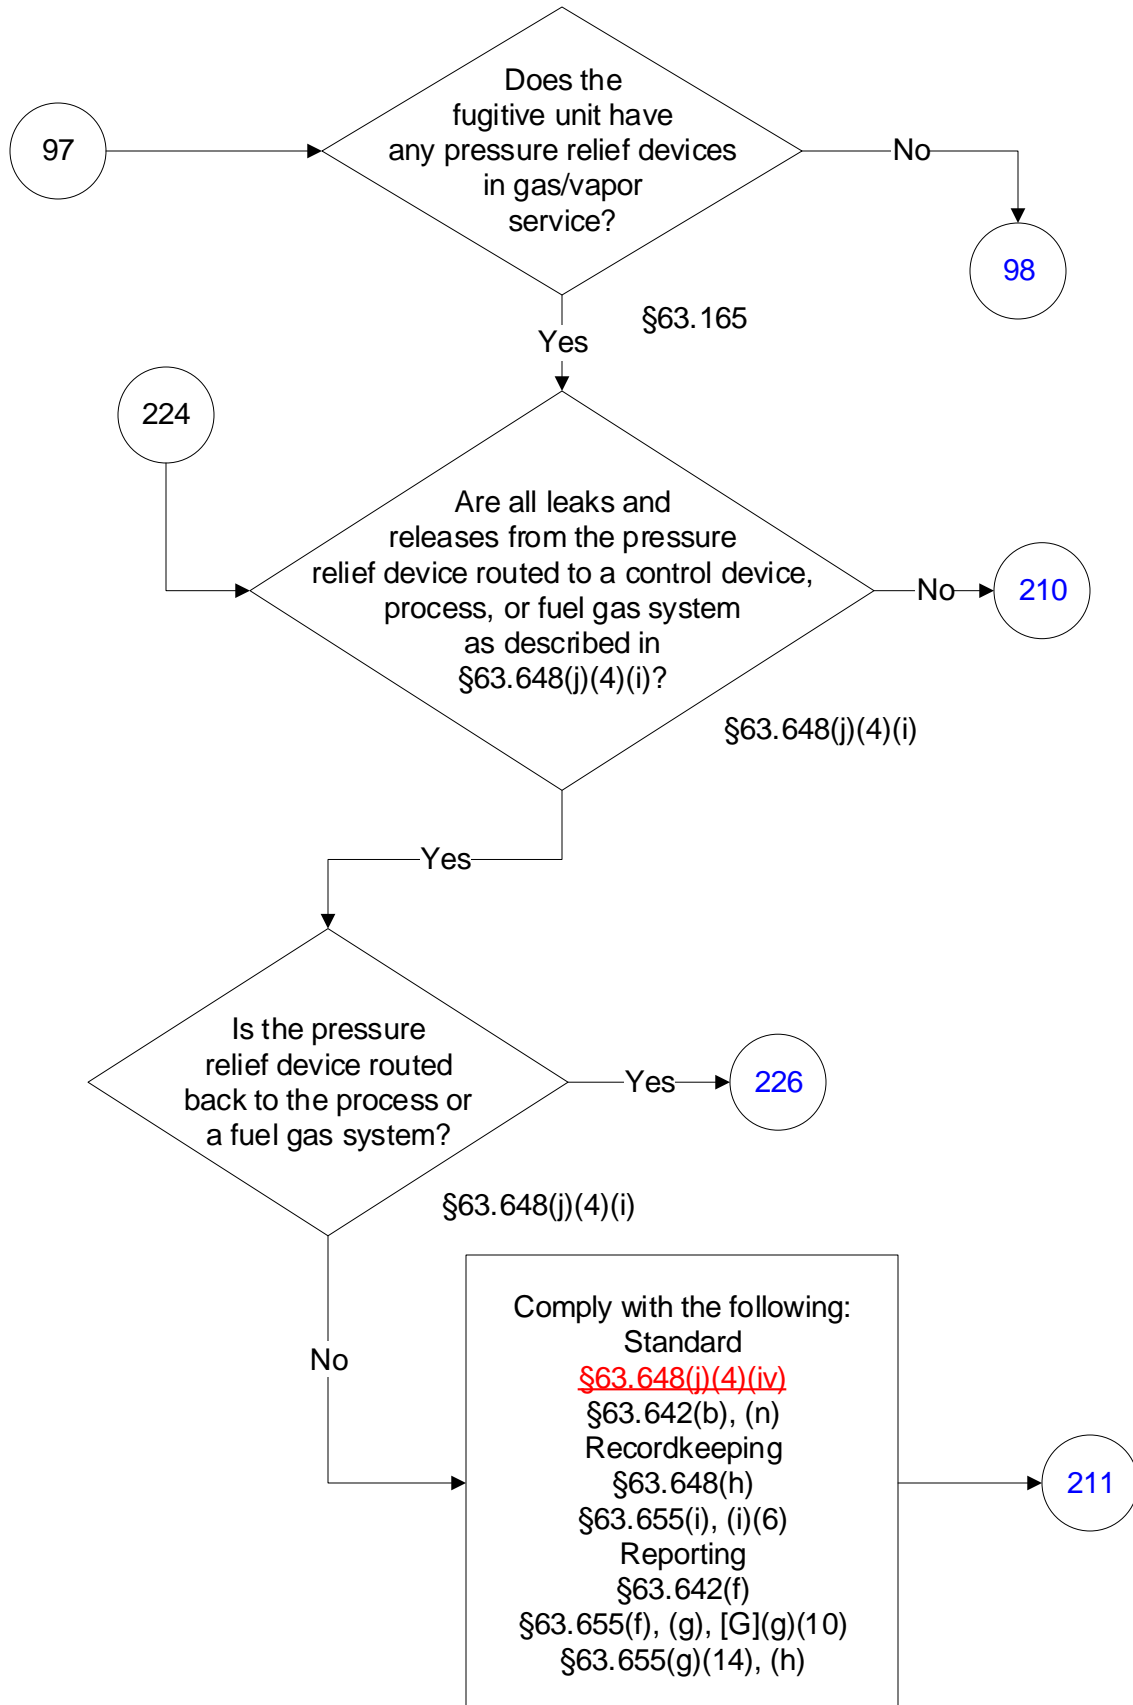 Does the
fugitive unit have
any pressure relief devices
in gas/vapor
service?
97
No
98
§63.165
Yes
224
Are all leaks and
releases from the pressure
relief device routed to a control device,
process, or fuel gas system
as described in
§63.648(j)(4)(i)?
No
210
§63.648(j)(4)(i)
Yes
Is the pressure
relief device routed
back to the process or
a fuel gas system?
Yes
226
§63.648(j)(4)(i)
No
Comply with the following:
Standard
§63.648(j)(4)(iv)
§63.642(b), (n)
Recordkeeping
§63.648(h)
§63.655(i), (i)(6)
Reporting
§63.642(f)
§63.655(f), (g), [G](g)(10)
§63.655(g)(14), (h)
211